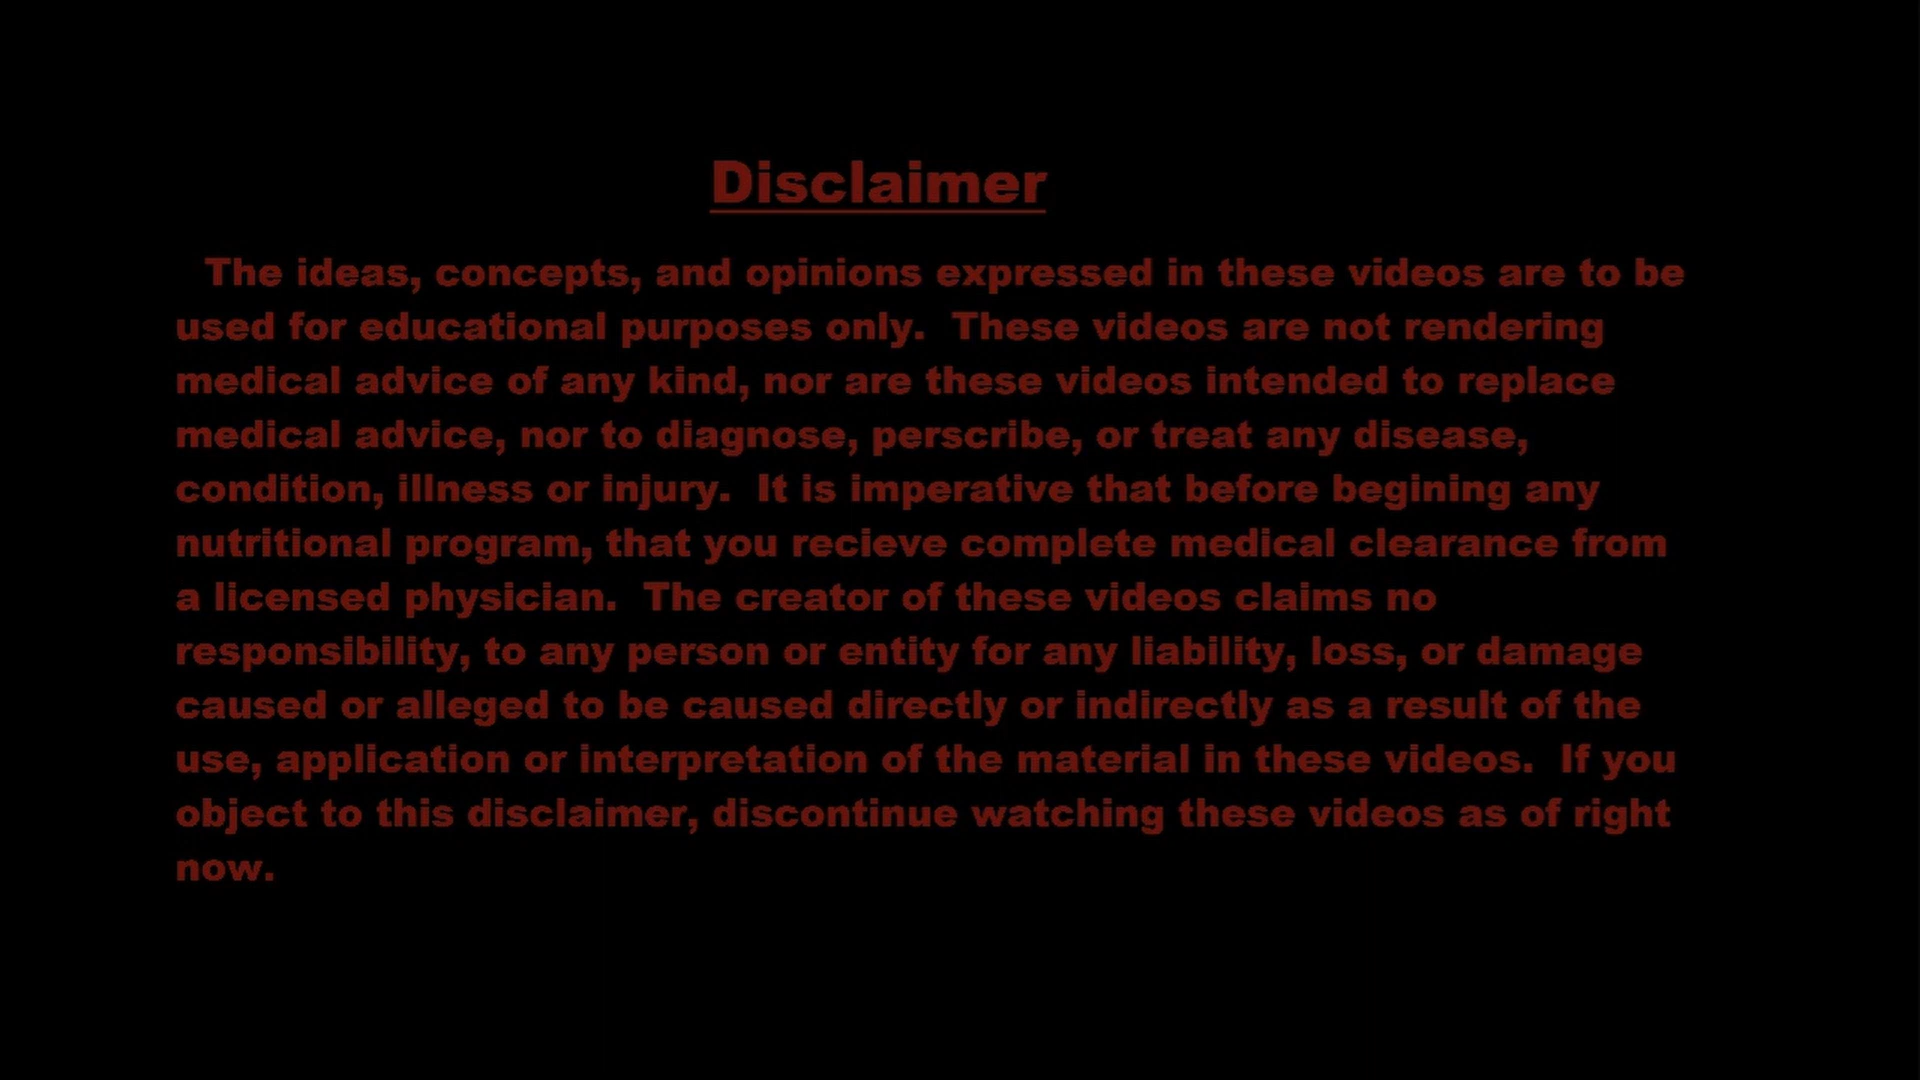 Disclaimer
The ideas, concepts, and opinions expressed in these videos are to be
used for educational purposes only.  These videos are not rendering
medical advice of any kind, nor are these videos intended to replace
medical advice, nor to diagnose, perscribe, or treat any disease,
condition, illness or injury.  It is imperative that before begining any
nutritional program, that you recieve complete medical clearance from
a licensed physician.  The creator of these videos claims no
responsibility, to any person or entity for any liability, loss, or damage
caused or alleged to be caused directly or indirectly as a result of the
use, application or interpretation of the material in these videos.  If you
object to this disclaimer, discontinue watching these videos as of right
now.